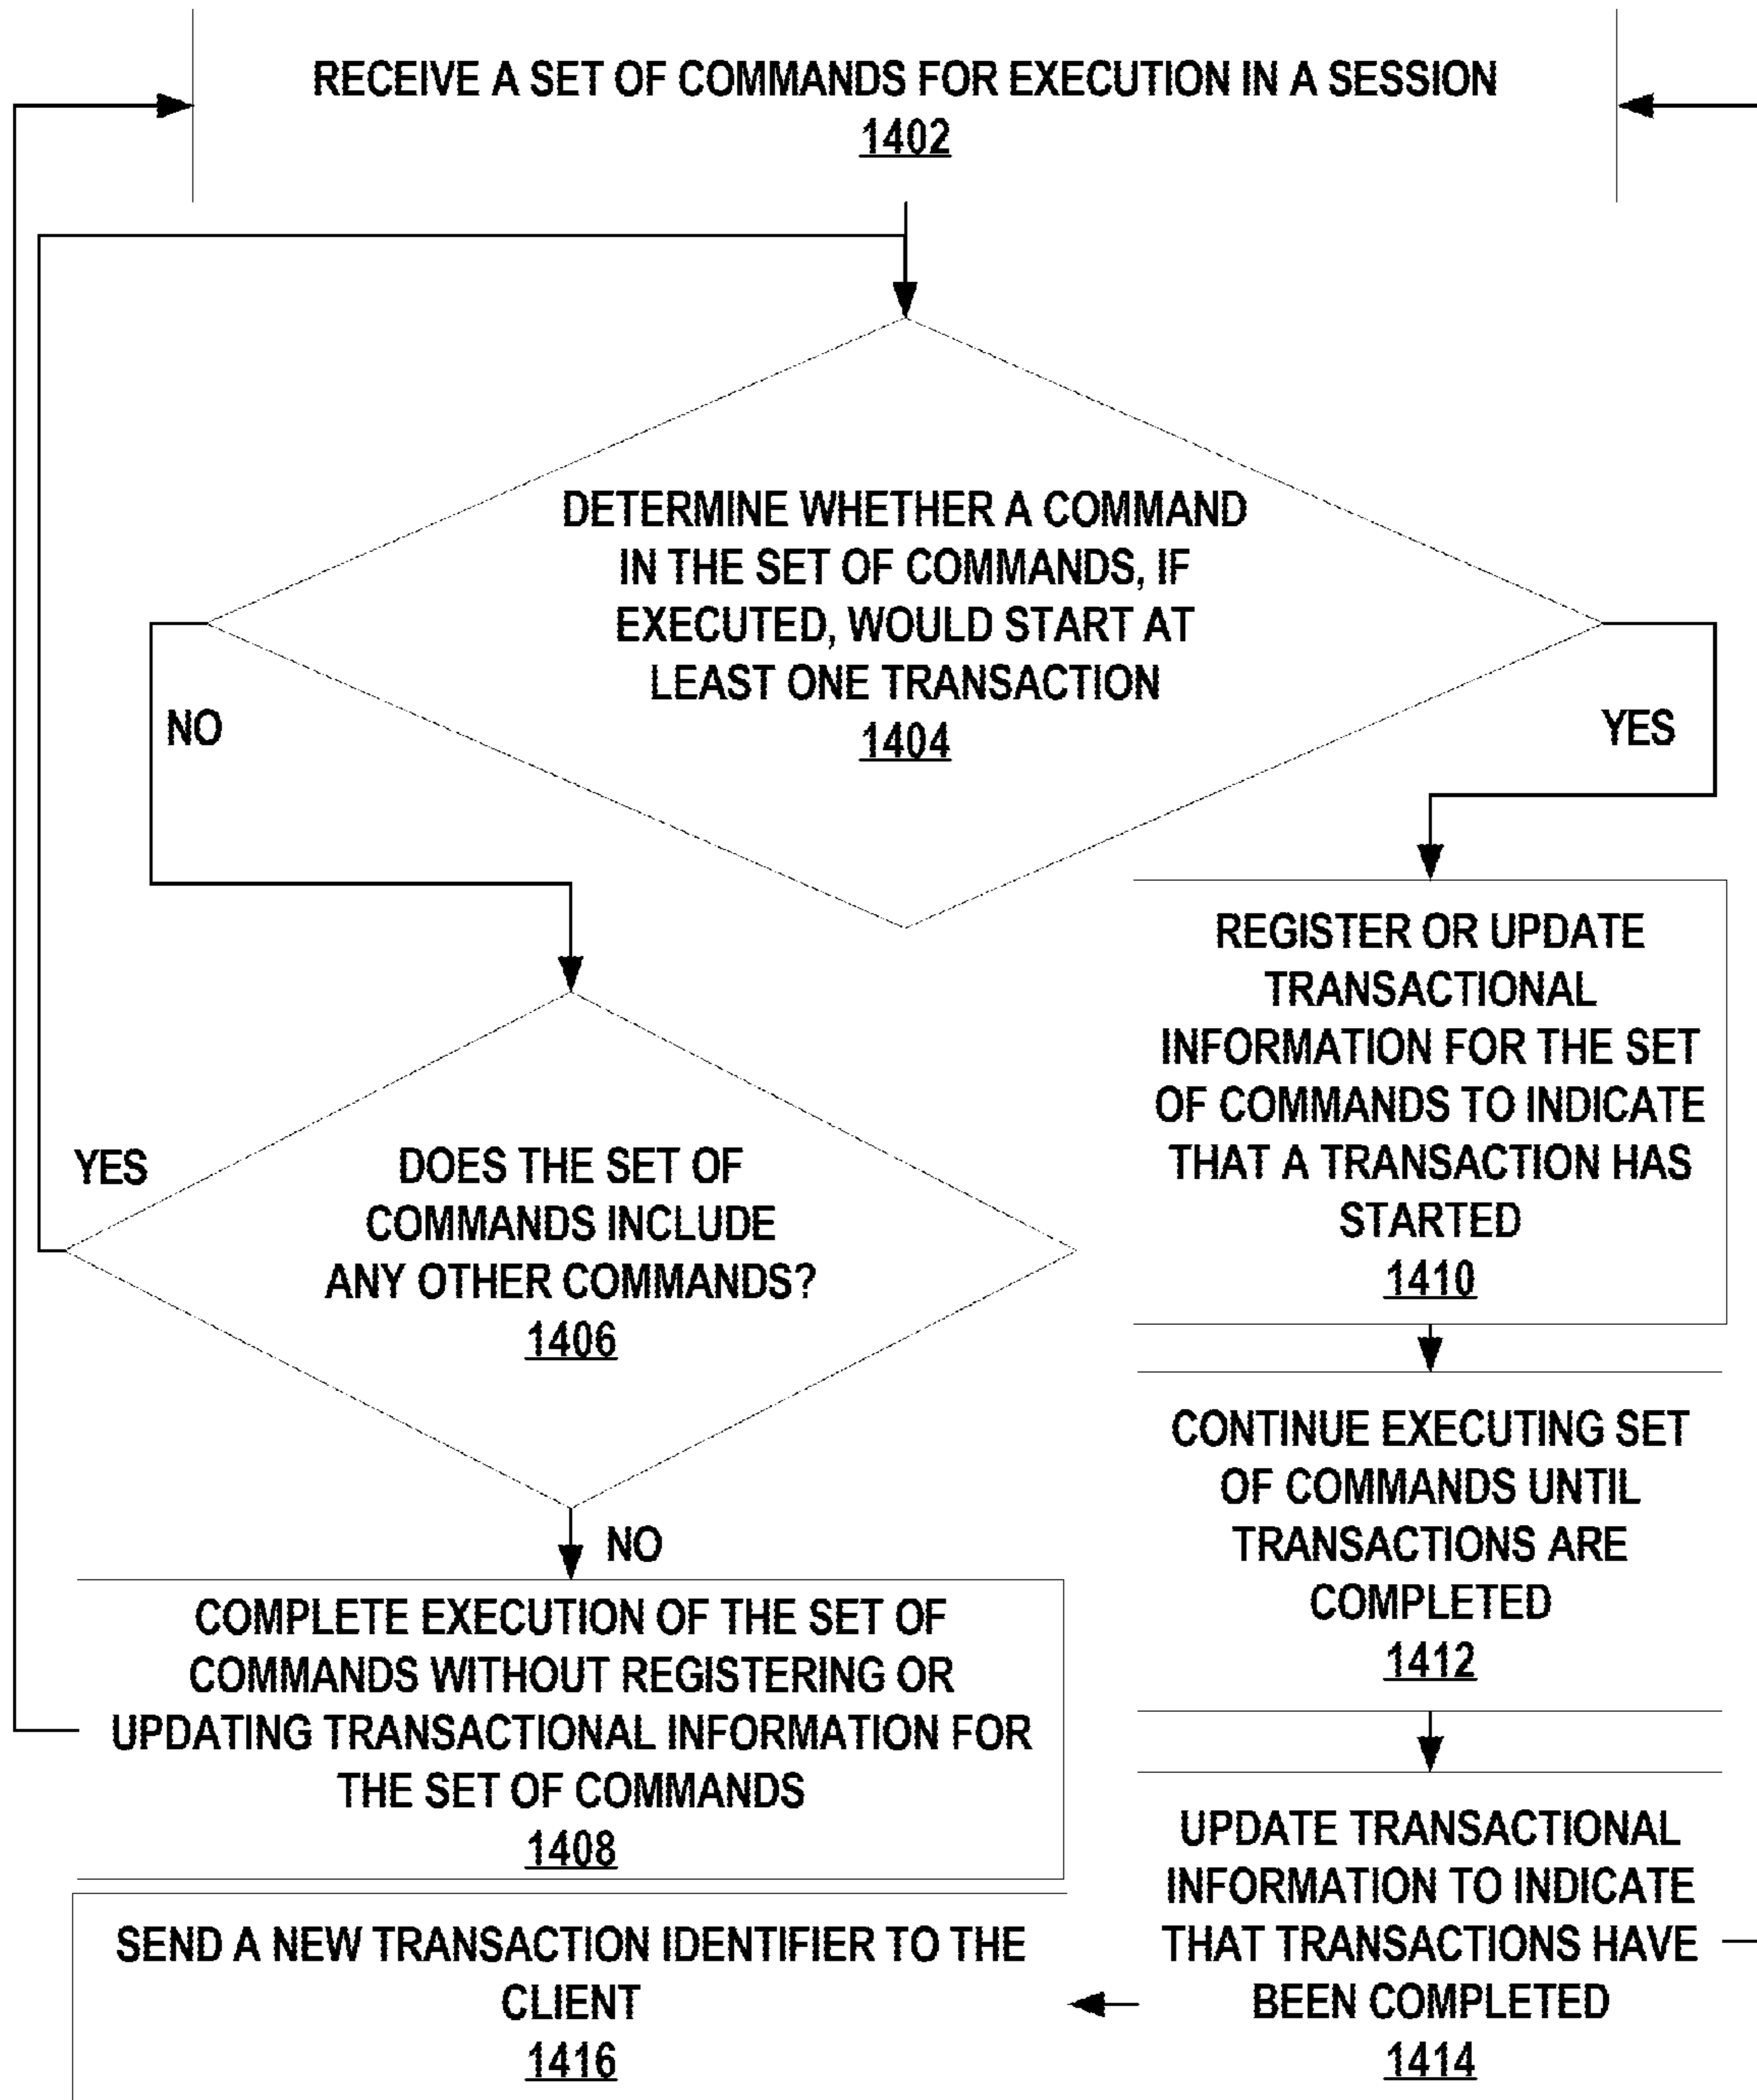 RECEIVE A SET OF COMMANDS FOR EXECUTION IN A SESSION
1402
DETERMINE WHETHER A COMMAND
IN THE SET OF COMMANDS, IF
EXECUTED, WOULD START AT
LEAST ONE TRANSACTION
1404
NO
YES
DOES THE SET OF
COMMANDS INCLUDE
ANY OTHER COMMANDS?
1406
YES
NO
COMPLETE EXECUTION OF THE SET OF
COMMANDS WITHOUT REGISTERING OR
UPDATING TRANSACTIONAL INFORMATION FOR
THE SET OF COMMANDS
1408
REGISTER OR UPDATE
TRANSACTIONAL
INFORMATION FOR THE SET
OF COMMANDS TO INDICATE
THAT A TRANSACTION HAS
STARTED
1410
CONTINUE EXECUTING SET
OF COMMANDS UNTIL
TRANSACTIONS ARE
COMPLETED
1412
UPDATE TRANSACTIONAL
INFORMATION TO INDICATE
THAT TRANSACTIONS HAVE
BEEN COMPLETED
1414
SEND A NEW TRANSACTION IDENTIFIER TO THE
CLIENT
1416